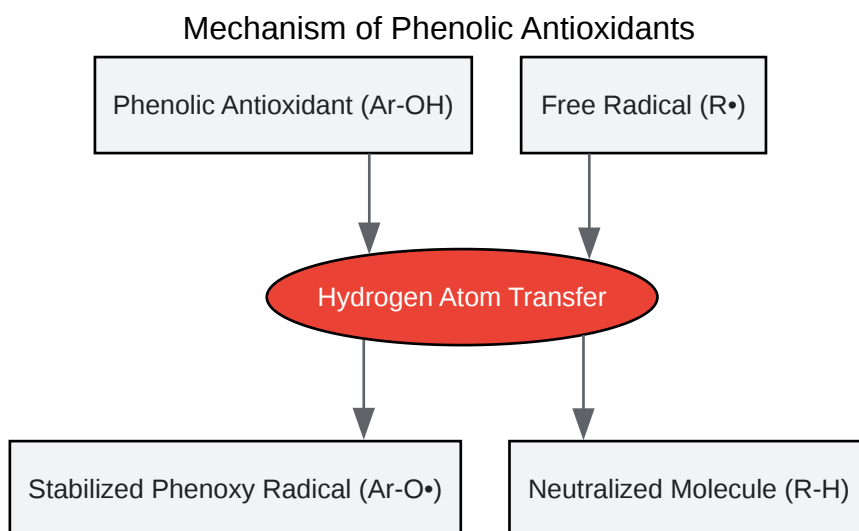 Mechanism of Phenolic Antioxidants
Phenolic Antioxidant (Ar-OH)
Free Radical (R•)
Hydrogen Atom Transfer
Stabilized Phenoxy Radical (Ar-O•)
Neutralized Molecule (R-H)